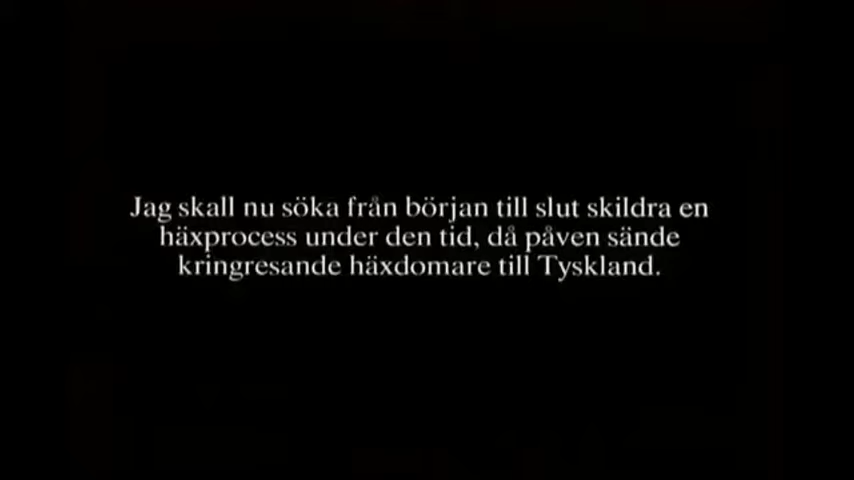 Jag skall nu söka från början till slut skildra en
häxprocess under den tid, då påven sände
kringresande häxdomare till Tyskland.